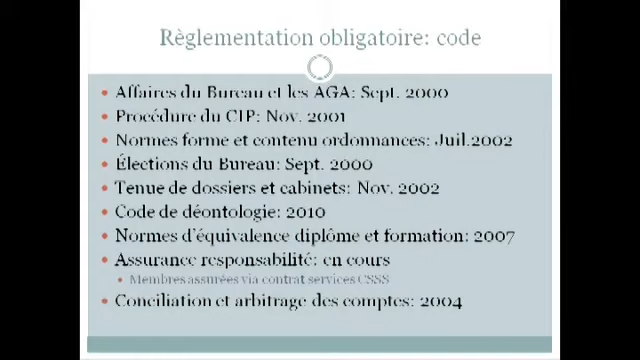 Règlementation obligatoire: code
Affaires du Bureau et les AGA: Sept. 2000
Procédure du CIP: Nov. 2001
Normes forme et contenu ordonnances: Juil.2002
Élections du Bureau: Sept. 2000
Tenue de dossiers et cabinets: Nov. 2002
Code de déontologie: 2010
Normes d'équivalence diplôme et formation: 2007
Assurance responsabilité: en cours
Membres assurées via contrat services CSSS
Conciliation et arbitrage des comptes: 2004